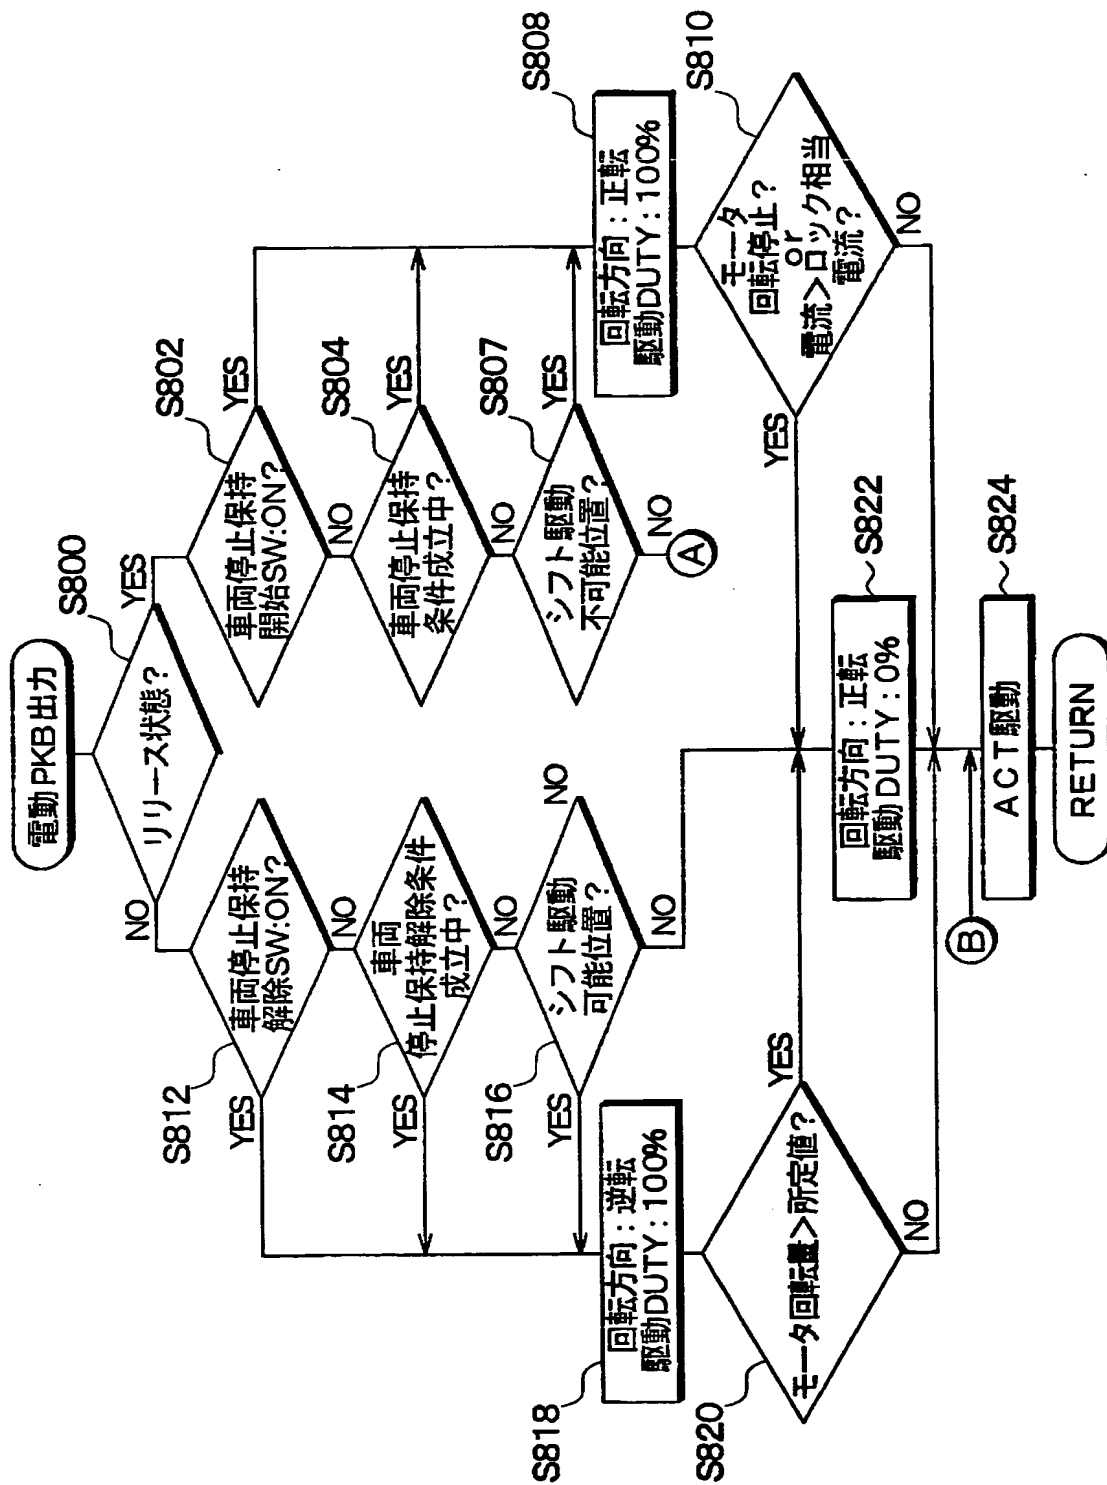 電動PKB出力
S800
リリース状態?
YES
NO
S802
車両停止保持
開始SW:ON?
YES
NO
S804
車両停止保持
条件成立中?
YES
NO
S807
シフト駆動
不可能位置?
YES
NO
A
S808
回転方向:正転
駆動DUTY:100%
S810
モータ
回転停止?
or
電流>ロック相当
電流?
YES
NO
S812
車両停止保持
解除SW:ON?
YES
NO
S814
車両
停止保持解除条件
成立中?
YES
NO
S816
シフト駆動
可能位置?
YES
NO
NO
S818
回転方向:逆転
駆動DUTY:100%
S820
モータ回転量>所定値?
YES
NO
S822
回転方向:正転
駆動DUTY:0%
B
S824
ACT駆動
RETURN